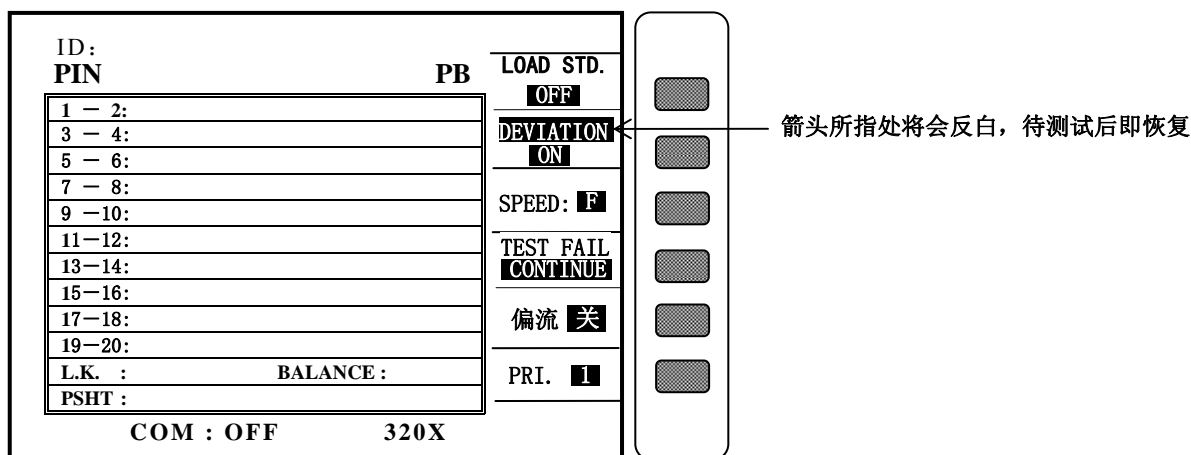 ID:
PIN PB
1 － 2:
3 － 4:
5 － 6:
7 － 8:
9 －10:
11－12:
13－14:
15－16:
17－18:
19－20:
L.K. : BALANCE :
PSHT :
COM : OFF 320X
LOAD STD.
OFF
DEVIATION
ON
SPEED: F
TEST FAIL
CONTINUE
偏流 关
PRI. 1
箭头所指处将会反白，待测试后即恢复